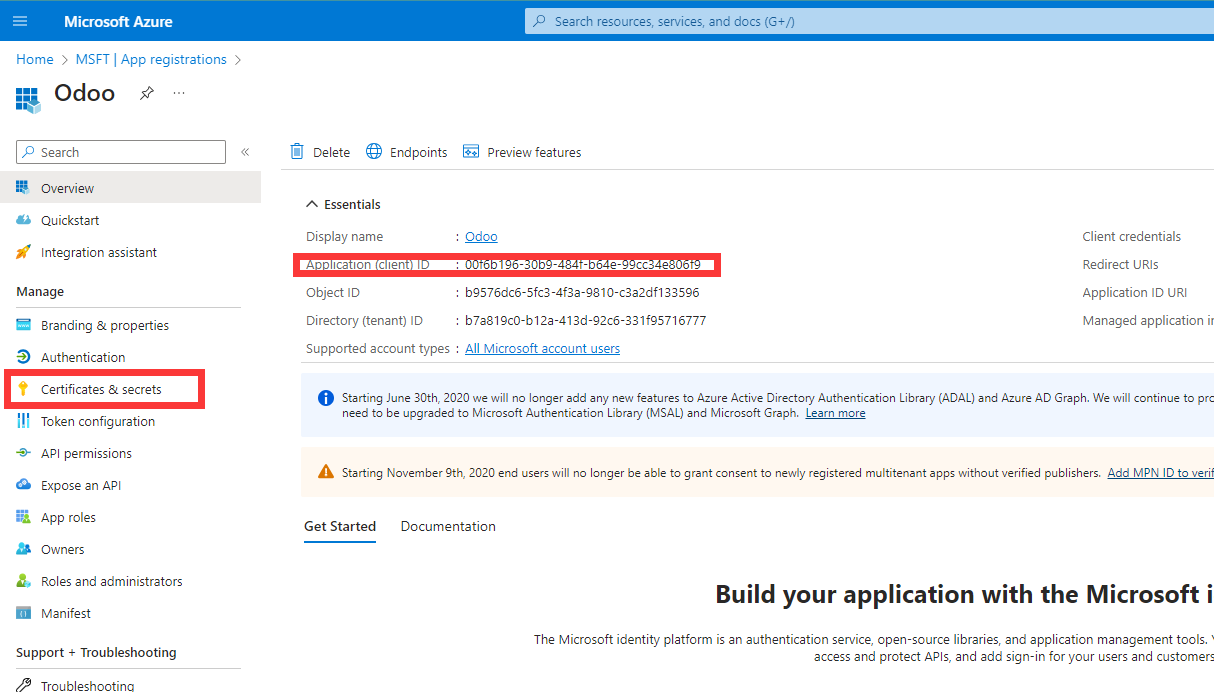 Microsoft Azure
Search resources, services, and docs (G+/)
Home > MSFT | App registrations >
Odoo
Search
«
Overview
Quickstart
Integration assistant
Manage
Branding & properties
Authentication
Certificates & secrets
Token configuration
API permissions
Expose an API
App roles
Owners
Roles and administrators
Manifest
Support + Troubleshooting
Troubleshooting
Delete Endpoints Preview features
Essentials
Display name : Odoo
Application (client) ID : 00f6b196-30b9-484f-b64e-99cc34e806f9
Object ID : b9576dc6-5fc3-4f3a-9810-c3a2df133596
Directory (tenant) ID : b7a819c0-b12a-413d-92c6-331f95716777
Supported account types : All Microsoft account users
Client credentials
Redirect URIs
Application ID URI
Managed application in
Starting June 30th, 2020 we will no longer add any new features to Azure Active Directory Authentication Library (ADAL) and Azure AD Graph. We will continue to pro
need to be upgraded to Microsoft Authentication Library (MSAL) and Microsoft Graph. Learn more
Starting November 9th, 2020 end users will no longer be able to grant consent to newly registered multitenant apps without verified publishers. Add MPN ID to verif
Get Started Documentation
Build your application with the Microsoft i
The Microsoft identity platform is an authentication service, open-source libraries, and application management tools. Y
access and protect APIs, and add sign-in for your users and customers